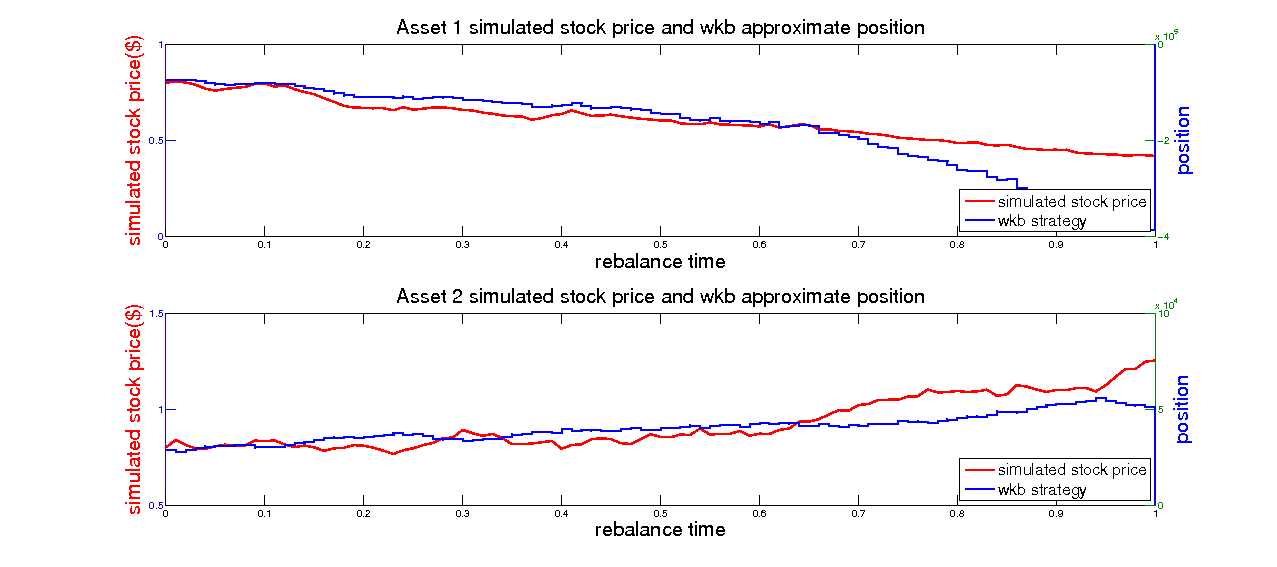 Asset 1 simulated stock price and wkb approximate position
simulated stock price($)
1
0.5
0
x 10^5
0
-2
-4
position
simulated stock price
wkb strategy
0 0.1 0.2 0.3 0.4 0.5 0.6 0.7 0.8 0.9 1
rebalance time
Asset 2 simulated stock price and wkb approximate position
simulated stock price($)
1.5
1
0.5
x 10^4
10
5
0
position
simulated stock price
wkb strategy
0 0.1 0.2 0.3 0.4 0.5 0.6 0.7 0.8 0.9 1
rebalance time